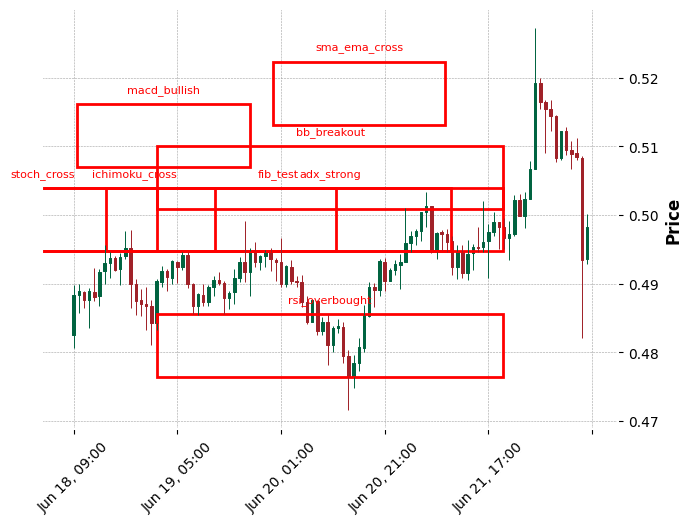 sma_ema_cross
macd_bullish
bb_breakout
stoch_cross
ichimoku_cross
fib_test
adx_strong
rsi_overbought
0.52
0.51
0.50
0.49
0.48
0.47
Price
Jun 18, 09:00
Jun 19, 05:00
Jun 20, 01:00
Jun 20, 21:00
Jun 21, 17:00